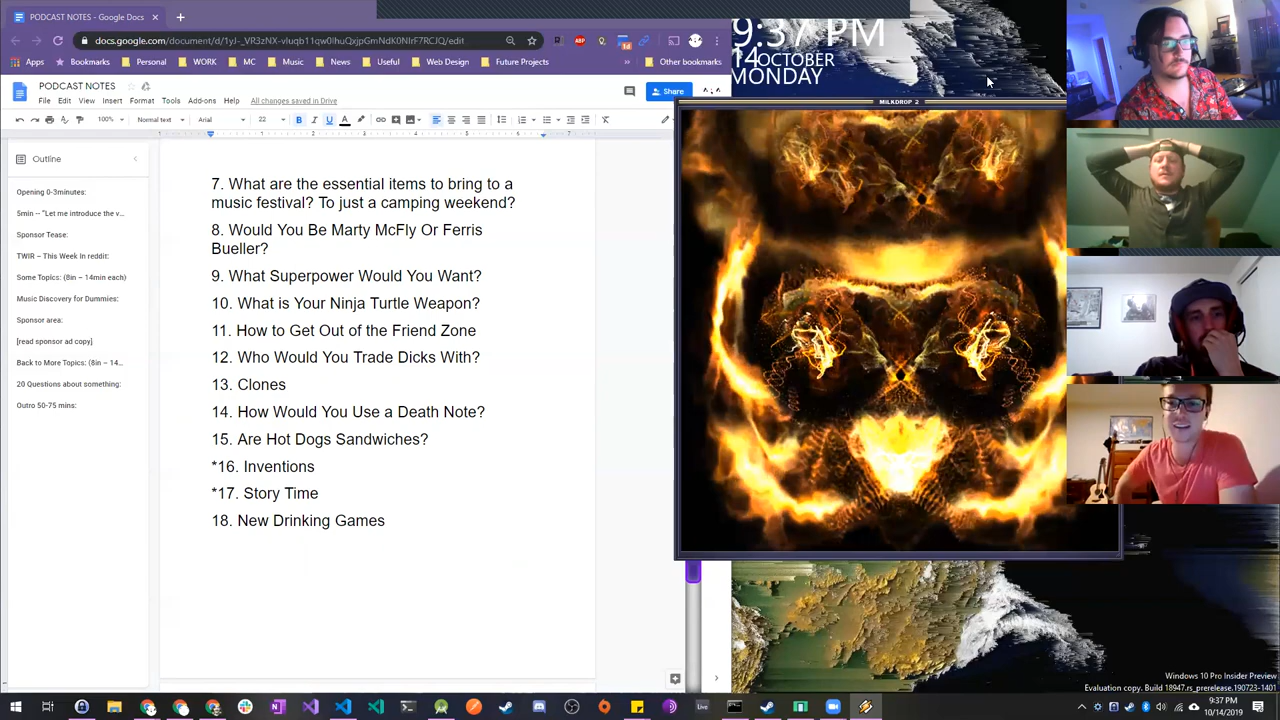 PODCAST NOTES - Google Docs
docs.google.com/document/d/1yJ-_VR3zNX-
Personal
WORK
MC
Useful
Web Design
Future Projects
Other bookmarks
PODCAST NOTES
File Edit View Insert Format Tools Add-ons Help All changes saved in Drive
Share
100% Normal text Arial 22 B I U A
Outline
Opening 0-3minutes:
5min -- "Let me introduce the v...
Sponsor Tease:
TWIR – This Week In reddit:
Some Topics: (8in – 14min each)
Music Discovery for Dummies:
Sponsor area:
[read sponsor ad copy]
Back to More Topics: (8in – 14...
20 Questions about something:
Outro 50-75 mins:
7. What are the essential items to bring to a
music festival? To just a camping weekend?
8. Would You Be Marty McFly Or Ferris
Bueller?
9. What Superpower Would You Want?
10. What is Your Ninja Turtle Weapon?
11. How to Get Out of the Friend Zone
12. Who Would You Trade Dicks With?
13. Clones
14. How Would You Use a Death Note?
15. Are Hot Dogs Sandwiches?
*16. Inventions
*17. Story Time
18. New Drinking Games
9:37 PM
14 OCTOBER
MONDAY
MILKDROP 2
Windows 10 Pro Insider Preview
Evaluation copy. Build 18947.rs_prerelease.190723-1401
Live
9:37 PM
10/14/2019